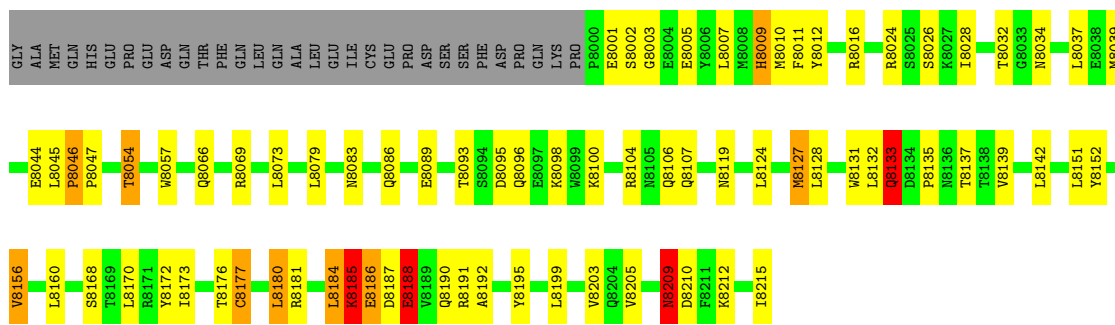 GLY ALA MET GLN HIS PRO GLU PRO GLU ASP GLN THR PHE GLN LEU GLN ALA LEU GLU ILE CYS GLU PRO ASP SER SER PHE ASP PRO GLN LYS PRO P8000 E8001 S8002 G8003 E8004 E8005 Y8006 L8007 M8008 H8009 M8010 F8011 Y8012 R8016 R8024 S8025 S8026 K8027 I8028 T8032 G8033 N8034 L8037 E8038 M8039
E8044 L8045 P8046 P8047 T8054 W8057 Q8066 R8069 L8073 L8079 N8083 Q8086 E8089 T8093 S8094 D8095 Q8096 E8097 K8098 W8099 K8100 R8104 N8105 Q8106 Q8107 N8119 L8124 M8127 L8128 W8131 L8132 Q8133 D8134 P8135 N8136 T8137 T8138 V8139 L8142 L8151 Y8152
V8156 L8160 S8168 T8169 L8170 R8171 Y8172 I8173 T8176 C8177 L8180 R8181 L8184 K8185 E8186 D8187 E8188 V8189 Q8190 R8191 A8192 Y8195 L8199 V8203 Q8204 V8205 N8209 D8210 F8211 K8212 I8215